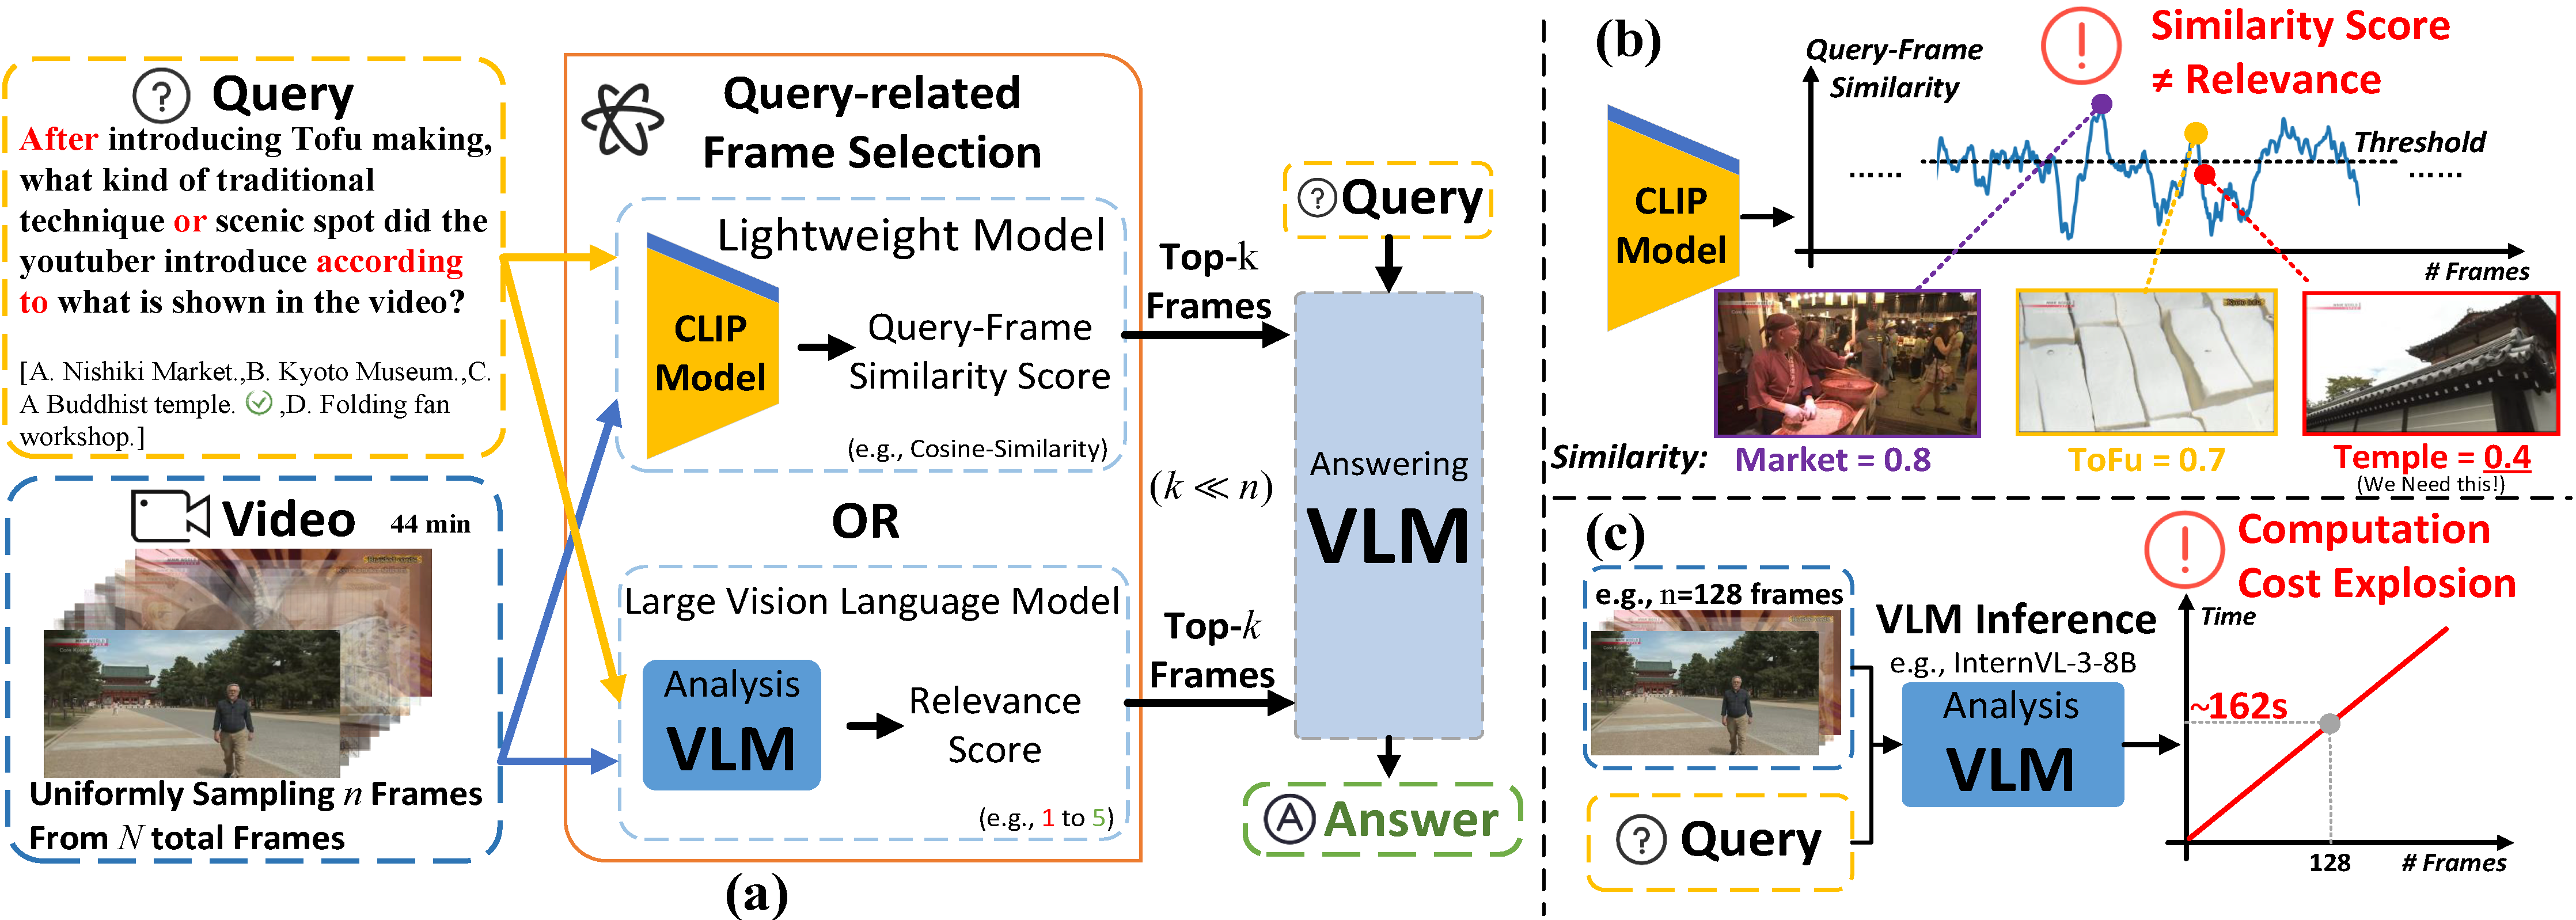 Query
After introducing Tofu making,
what kind of traditional
technique or scenic spot did the
youtuber introduce according
to what is shown in the video?
[A. Nishiki Market.,B. Kyoto Museum.,C.
A Buddhist temple. ,D. Folding fan
workshop.]
Video 44 min
Uniformly Sampling n Frames
From N total Frames
Query-related
Frame Selection
Lightweight Model
CLIP
Model
Query-Frame
Similarity Score
(e.g., Cosine-Similarity)
OR
Large Vision Language Model
Analysis
VLM
Relevance
Score
(e.g., 1 to 5)
Top-k
Frames
(k ≪ n)
Top-k
Frames
? Query
Answering
VLM
A Answer
(a)
(b)
Query-Frame
Similarity
Similarity Score
≠ Relevance
CLIP
Model
......
Threshold
......
# Frames
Similarity: Market = 0.8 ToFu = 0.7 Temple = 0.4
(We Need this!)
(c)
e.g., n=128 frames
VLM Inference
e.g., InternVL-3-8B
Analysis
VLM
? Query
Computation
Cost Explosion
Time
~162s
128
# Frames